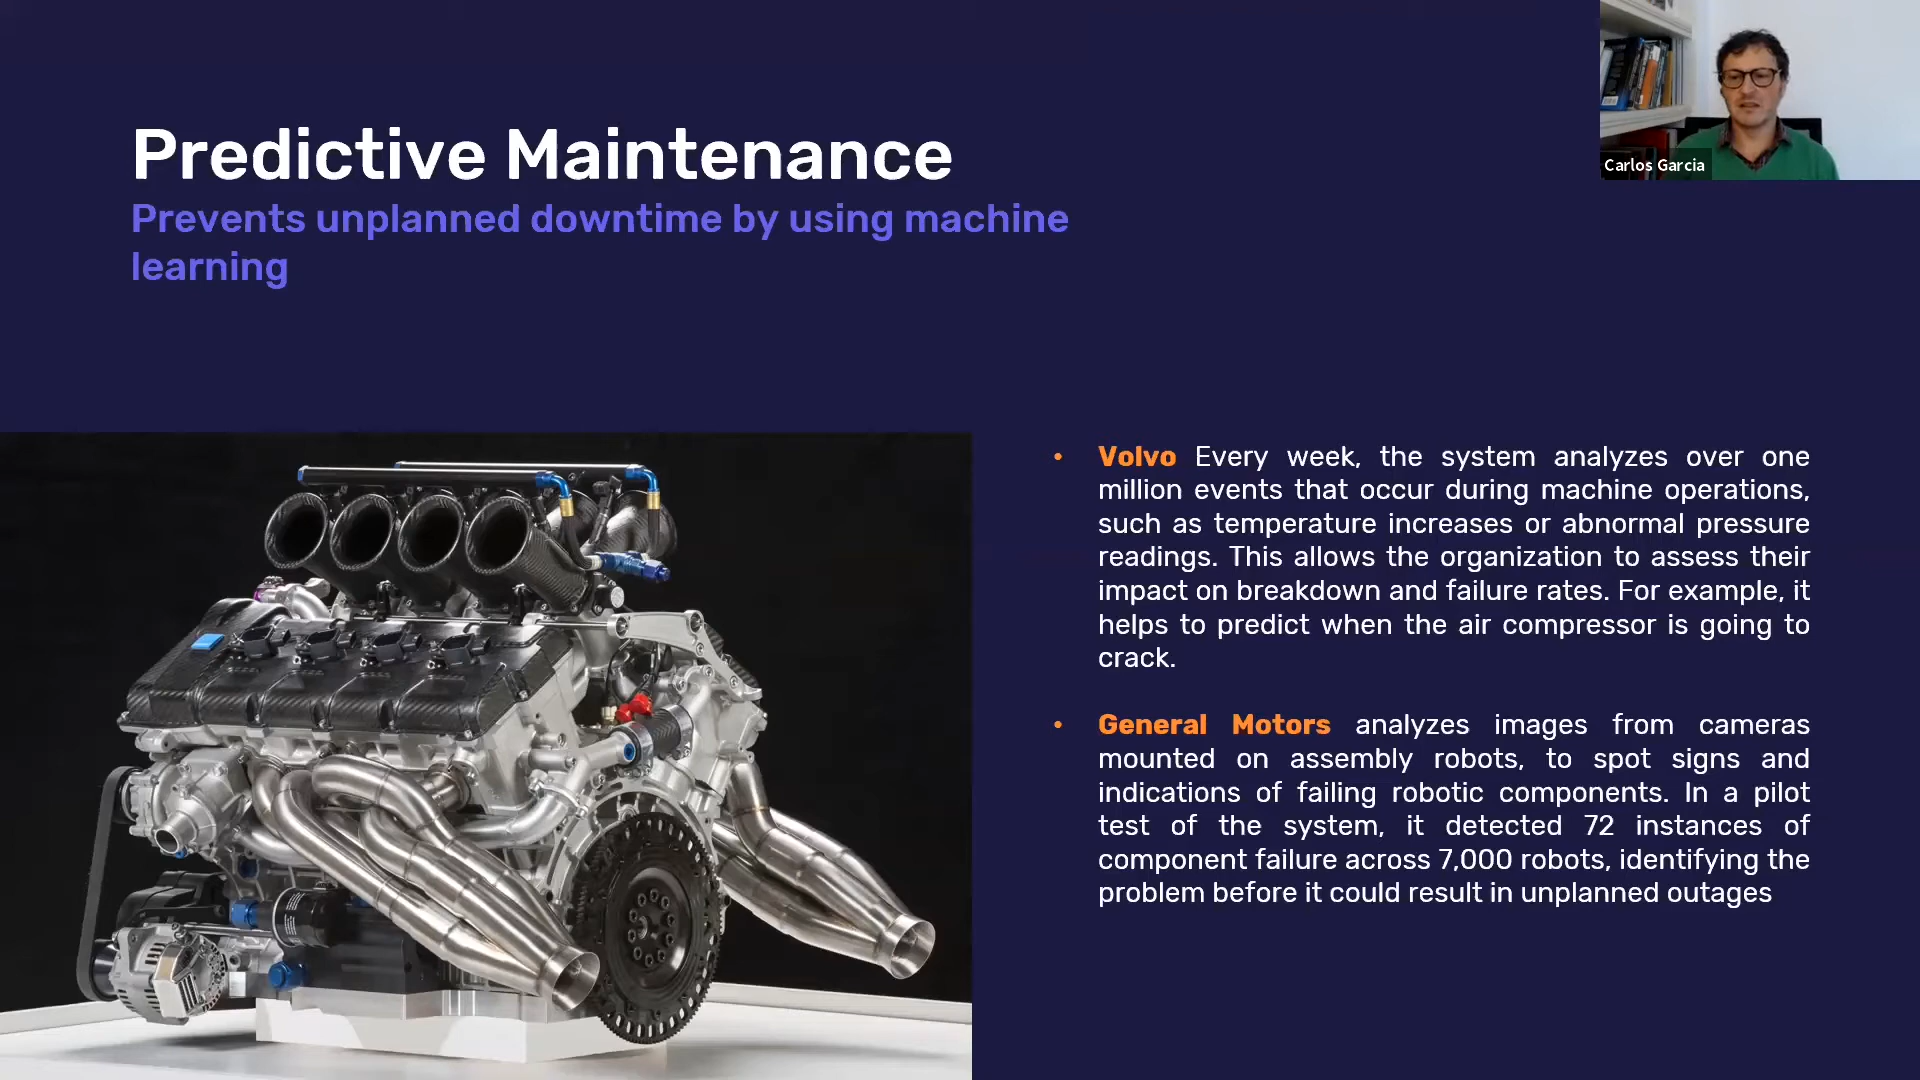 Predictive Maintenance
Prevents unplanned downtime by using machine
learning
Carlos Garcia
• Volvo Every week, the system analyzes over one
million events that occur during machine operations,
such as temperature increases or abnormal pressure
readings. This allows the organization to assess their
impact on breakdown and failure rates. For example, it
helps to predict when the air compressor is going to
crack.
• General Motors analyzes images from cameras
mounted on assembly robots, to spot signs and
indications of failing robotic components. In a pilot
test of the system, it detected 72 instances of
component failure across 7,000 robots, identifying the
problem before it could result in unplanned outages